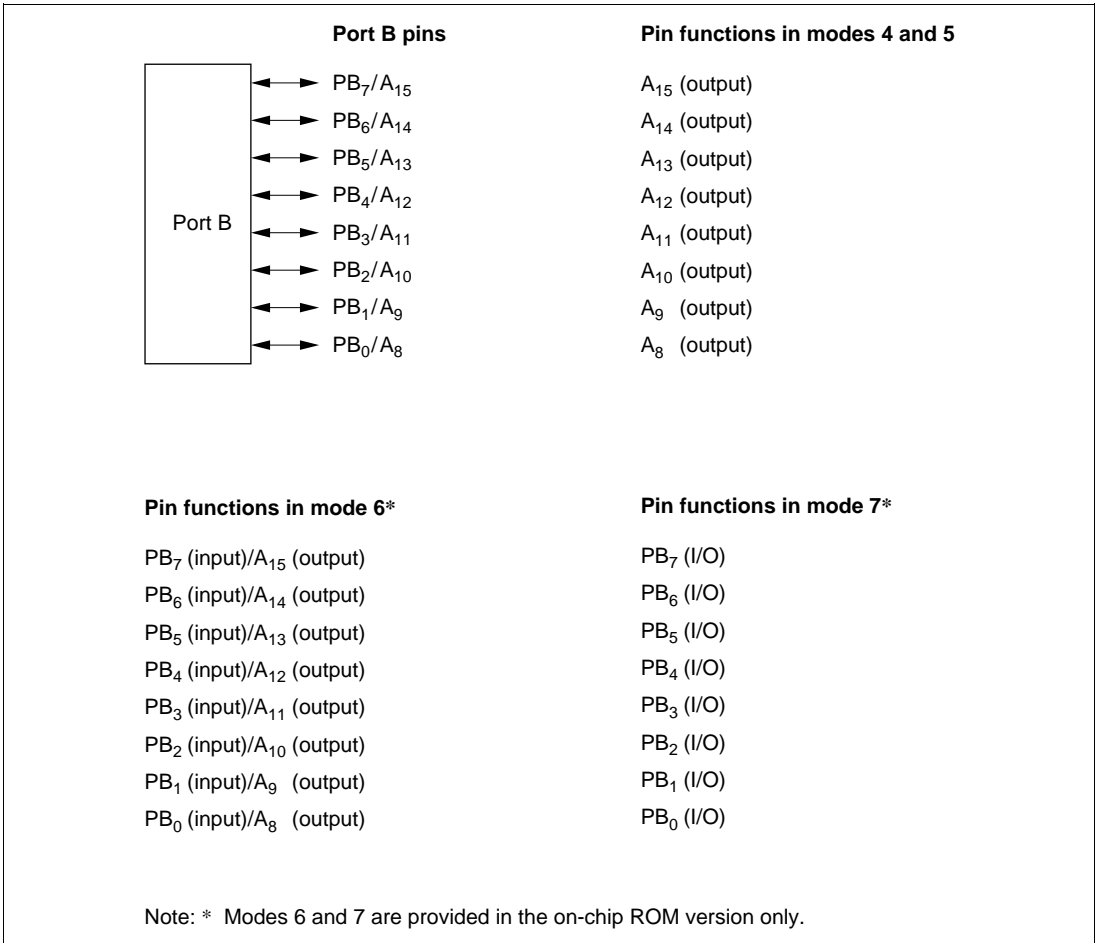 Port B pins Pin functions in modes 4 and 5
PB7/A15 A15 (output)
PB6/A14 A14 (output)
PB5/A13 A13 (output)
PB4/A12 A12 (output)
Port B
PB3/A11 A11 (output)
PB2/A10 A10 (output)
PB1/A9 A9 (output)
PB0/A8 A8 (output)
Pin functions in mode 6* Pin functions in mode 7*
PB7 (input)/A15 (output) PB7 (I/O)
PB6 (input)/A14 (output) PB6 (I/O)
PB5 (input)/A13 (output) PB5 (I/O)
PB4 (input)/A12 (output) PB4 (I/O)
PB3 (input)/A11 (output) PB3 (I/O)
PB2 (input)/A10 (output) PB2 (I/O)
PB1 (input)/A9 (output) PB1 (I/O)
PB0 (input)/A8 (output) PB0 (I/O)
Note: * Modes 6 and 7 are provided in the on-chip ROM version only.